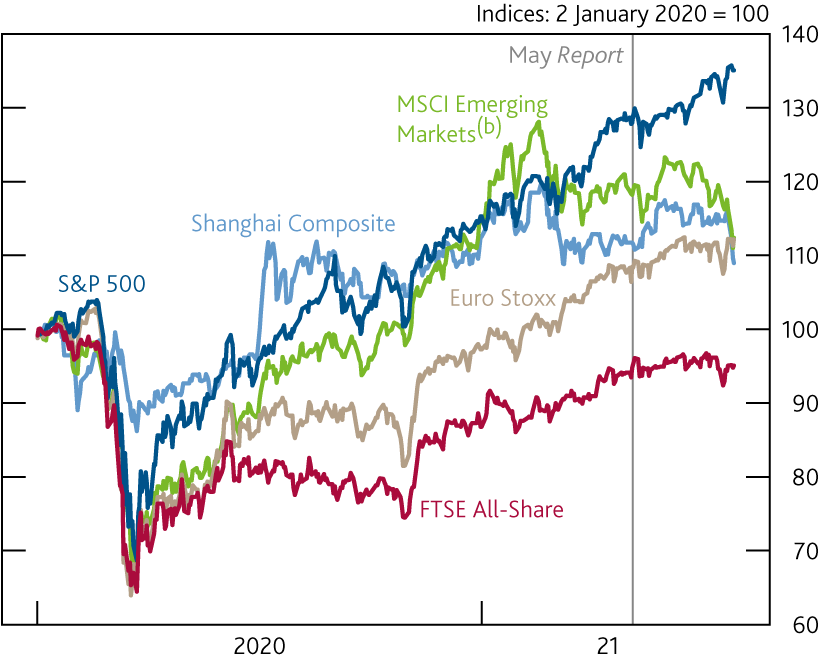 Indices: 2 January 2020 = 100
140
May Report
130
MSCI Emerging
Markets(b)
120
Shanghai Composite
110
S&P 500
Euro Stoxx
100
90
80
FTSE All-Share
70
60
2020
21